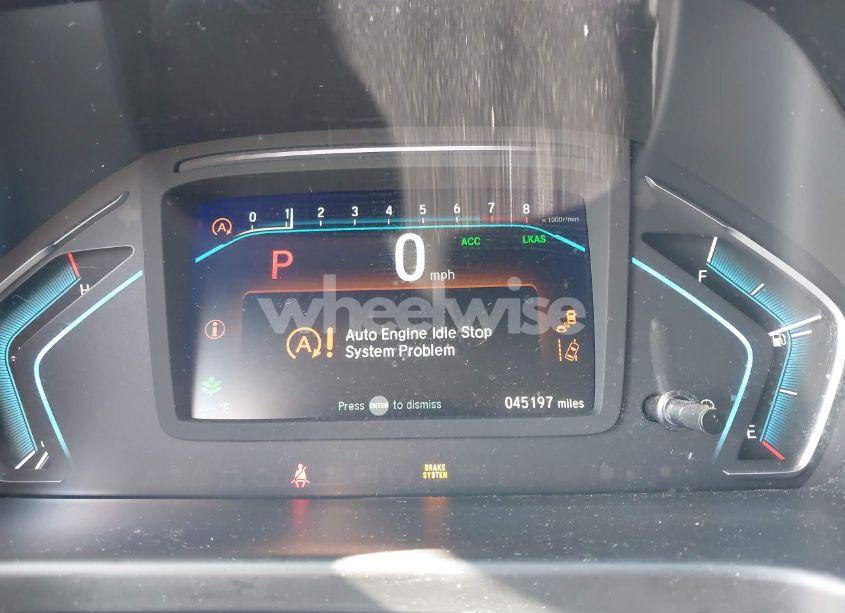 0 1 2 3 4 5 6 7 8 x1000r/min
A
ACC LKAS
P 0 mph
H
F
wheelwise
i
A! Auto Engine Idle Stop
System Problem
---°F
Press ENTER to dismiss
045197 miles
E
BRAKE
SYSTEM